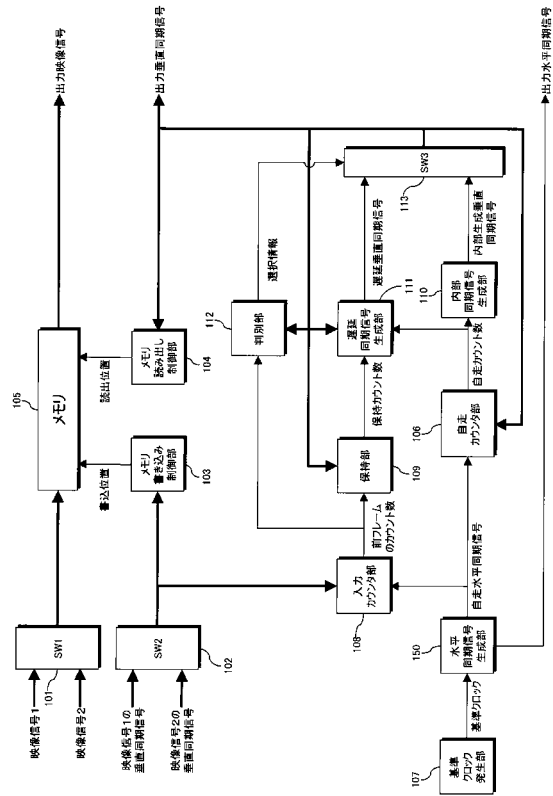 映像信号1
映像信号2
101
SW1
映像信号1の
垂直同期信号
映像信号2の
垂直同期信号
SW2
102
105
メモリ
出力映像信号
書込位置
読出位置
メモリ
書き込み
制御部
103
メモリ
読み出し
制御部
104
出力垂直同期信号
112
判別部
選択情報
入力
カウンタ部
108
前フレーム
のカウント数
保持部
109
保持カウント数
遅延
同期信号
生成部
111
遅延垂直同期信号
SW3
113
基準
クロック
発生部
107
基準クロック
水平
同期信号
生成部
150
自走水平同期信号
自走
カウンタ部
106
自走カウント数
内部
同期信号
生成部
110
内部生成垂直
同期信号
出力水平同期信号